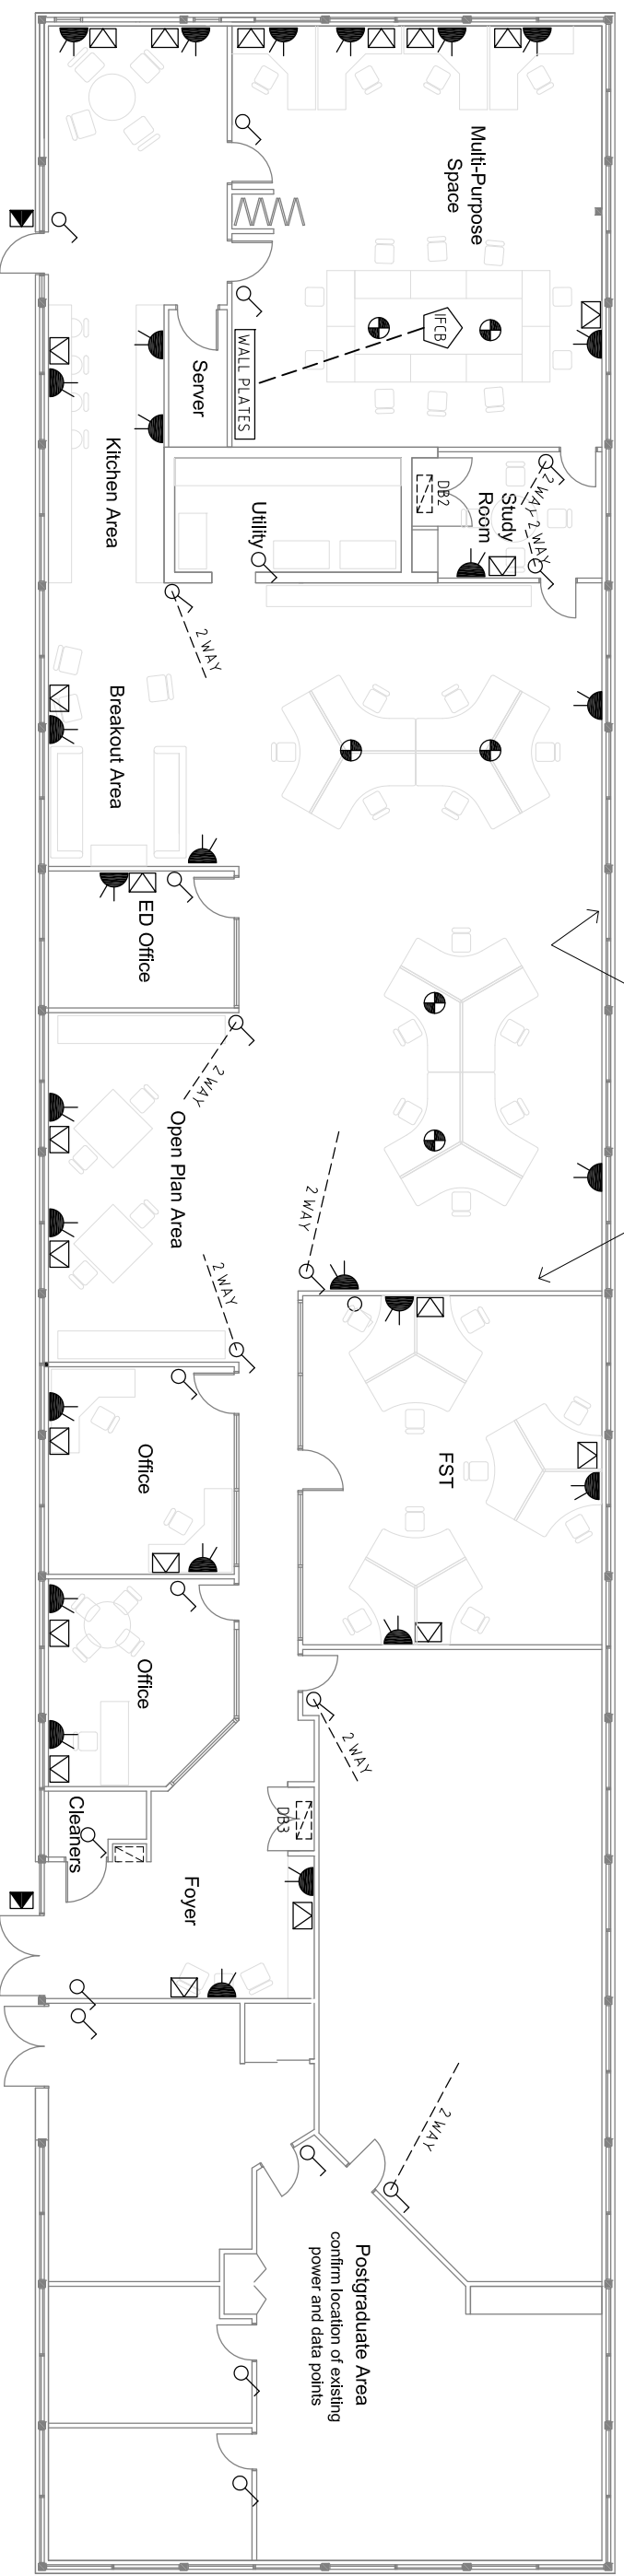 Multi-Purpose
Space
IFCB
WALL PLATES
Server
Kitchen Area
Utility
DB2
Study
Room
2 WAY
2 WAY
2 WAY
Breakout Area
ED Office
2 WAY
Open Plan Area
2 WAY
2 WAY
FST
Office
Office
2 WAY
DB3
Cleaners
Foyer
2 WAY
Postgraduate Area
confirm location of existing
power and data points